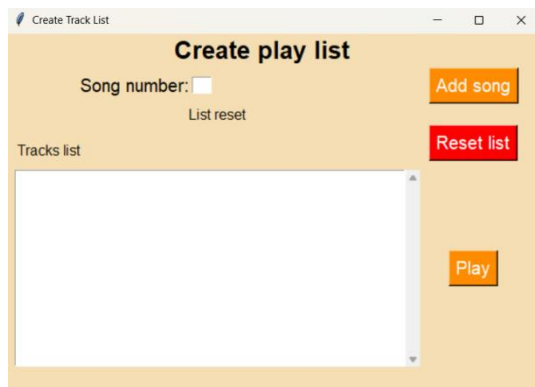 Create Track List
Create play list
Song number:
Add song
List reset
Reset list
Tracks list
Play